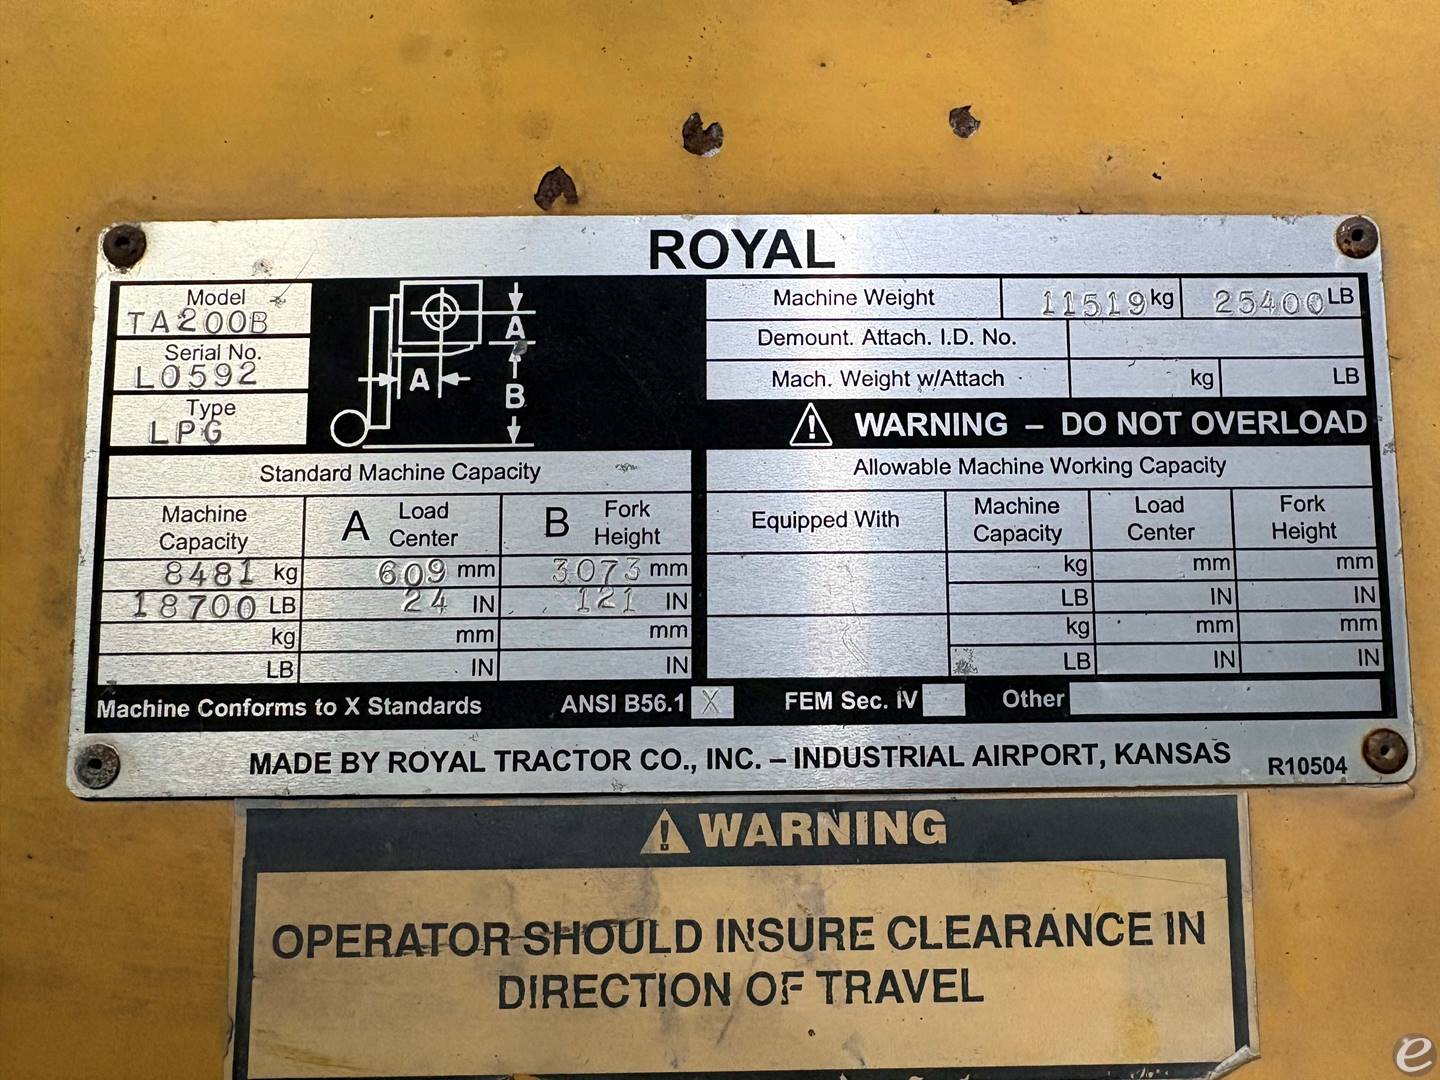 ROYAL
Model
TA200B
Serial No.
L0592
Type
LPG
A
A
B
Machine Weight 11519 kg 25400 LB
Demount. Attach. I.D. No.
Mach. Weight w/Attach kg LB
WARNING – DO NOT OVERLOAD
Standard Machine Capacity
Machine Capacity A Load Center B Fork Height
8481 kg 609 mm 3073 mm
18700 LB 24 IN 121 IN
kg mm mm
LB IN IN
Allowable Machine Working Capacity
Equipped With Machine Capacity Load Center Fork Height
kg mm mm
LB IN IN
kg mm mm
LB IN IN
Machine Conforms to X Standards ANSI B56.1 X FEM Sec. IV Other
MADE BY ROYAL TRACTOR CO., INC. – INDUSTRIAL AIRPORT, KANSAS R10504
WARNING
OPERATOR SHOULD INSURE CLEARANCE IN
DIRECTION OF TRAVEL
e